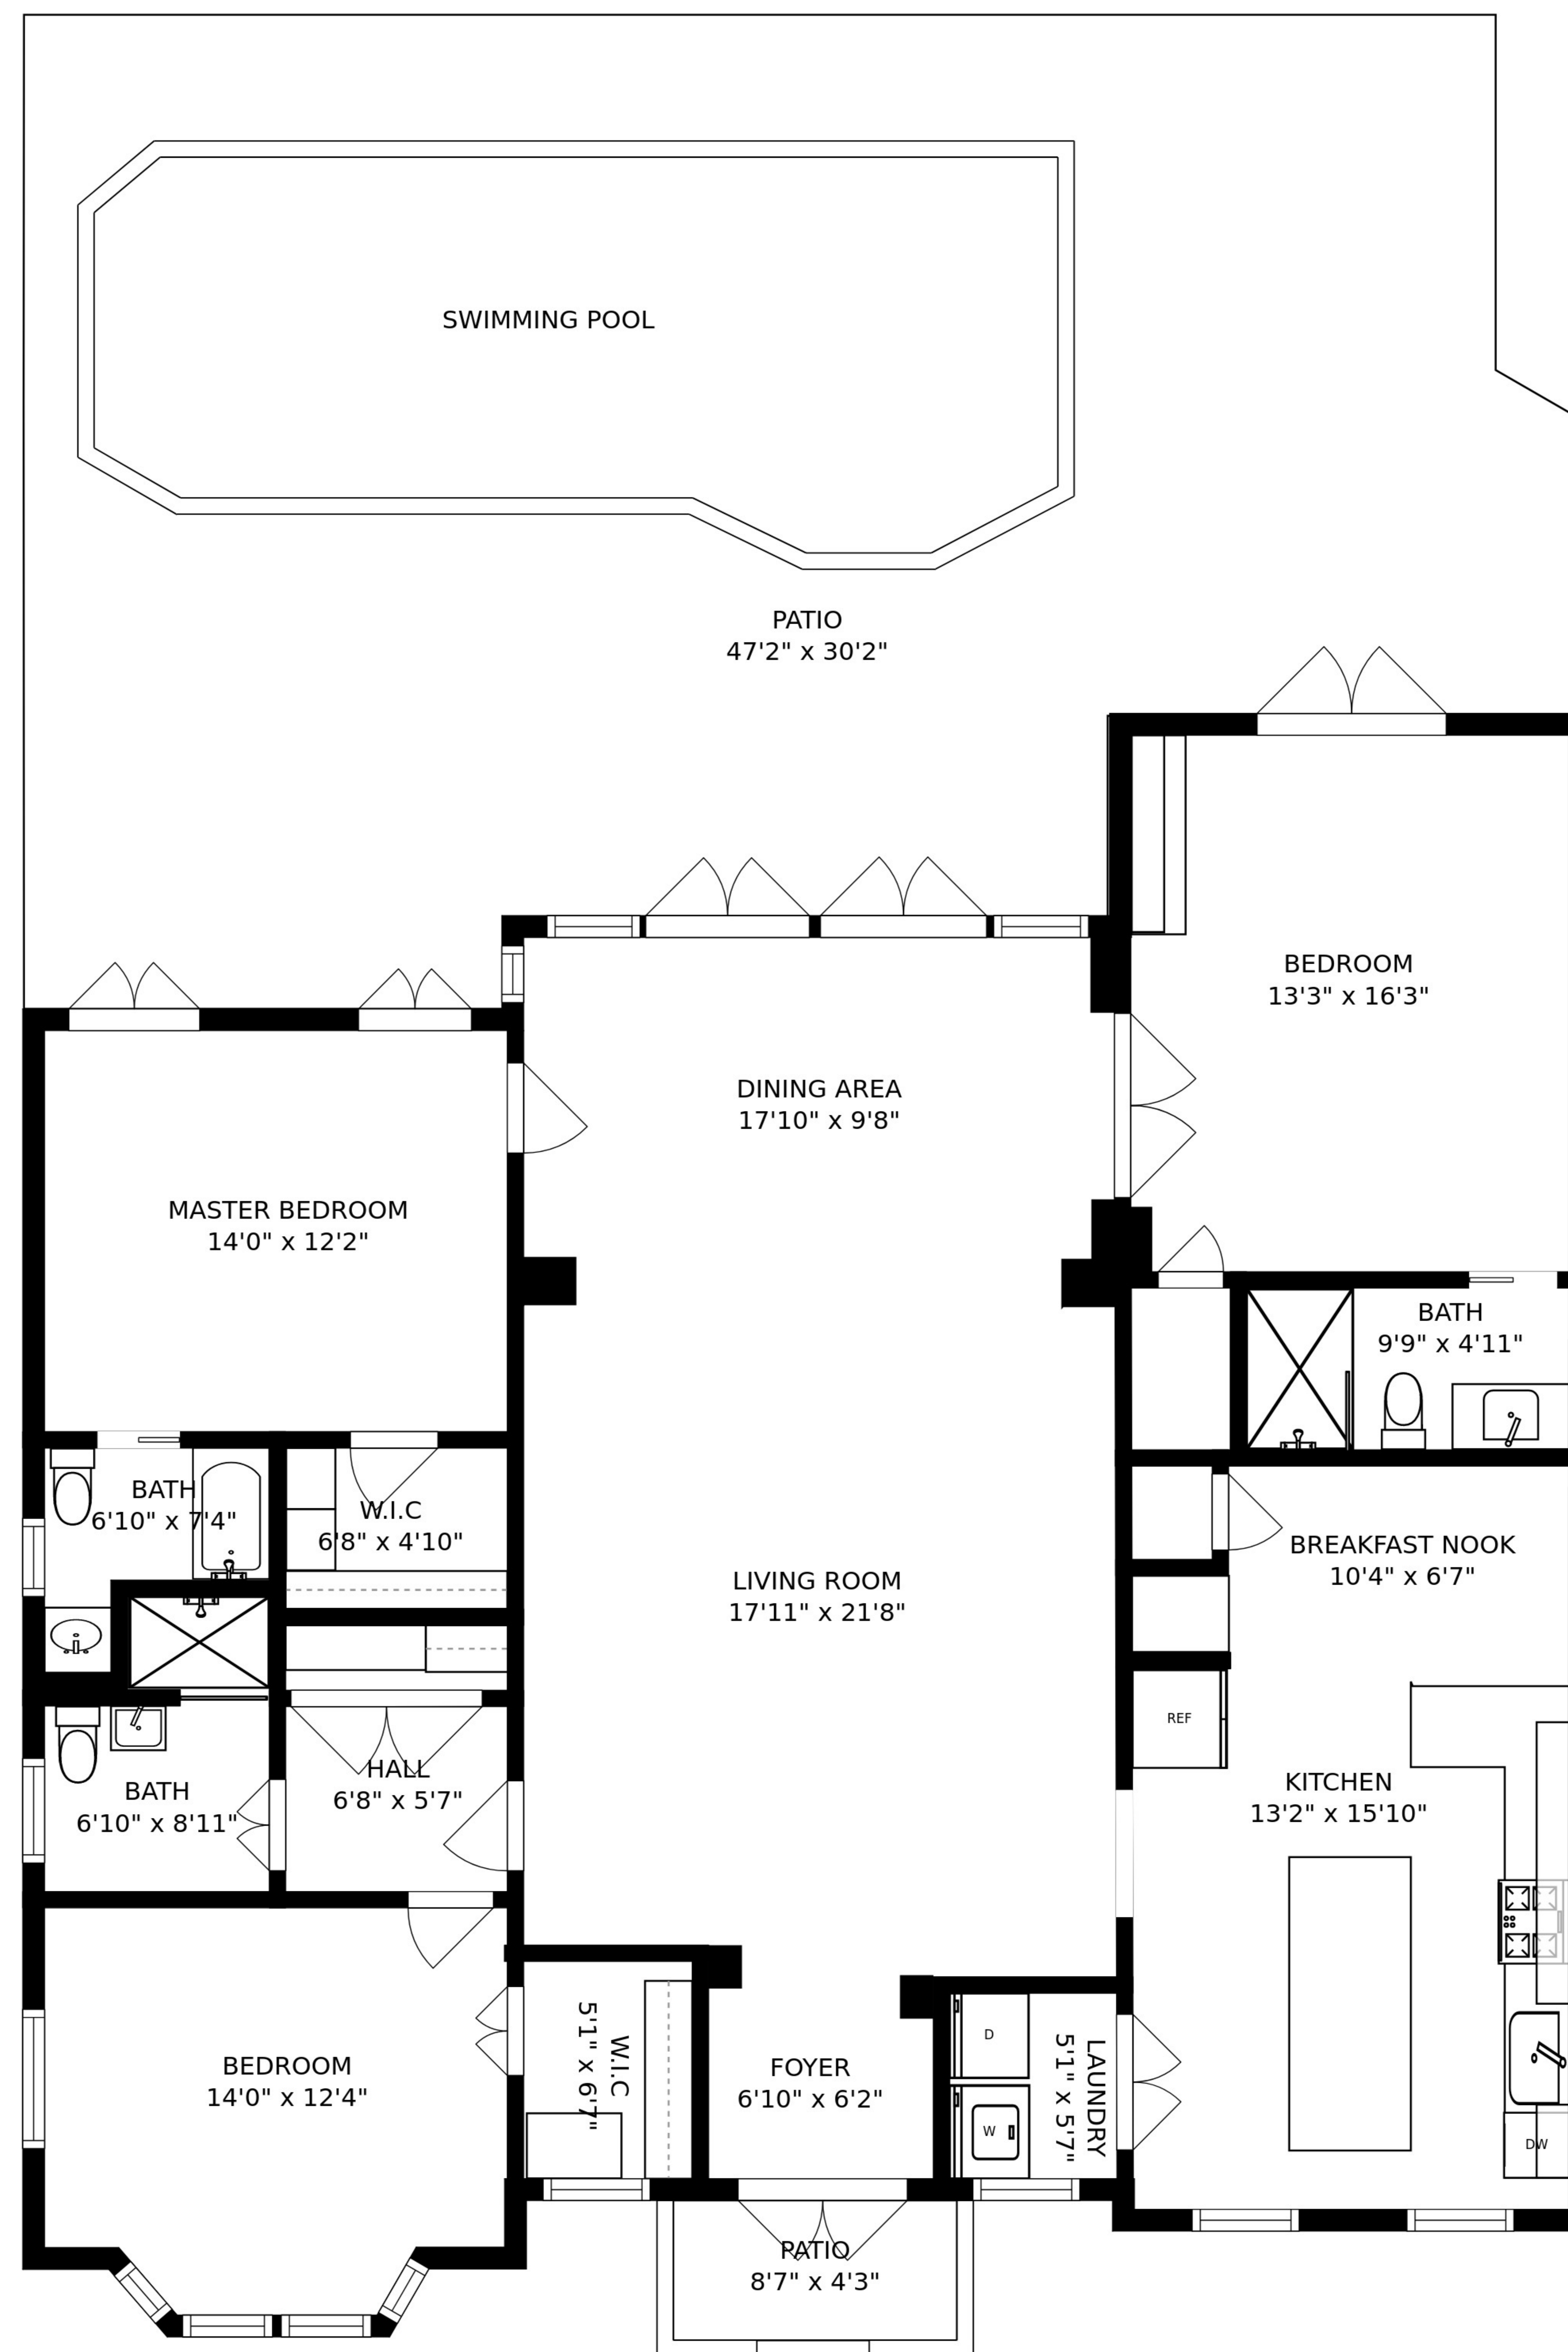 SWIMMING POOL
PATIO
47'2" x 30'2"
BEDROOM
13'3" x 16'3"
DINING AREA
17'10" x 9'8"
MASTER BEDROOM
14'0" x 12'2"
BATH
9'9" x 4'11"
BATH
6'10" x 7'4"
W.I.C
6'8" x 4'10"
BREAKFAST NOOK
10'4" x 6'7"
LIVING ROOM
17'11" x 21'8"
REF
HALL
6'8" x 5'7"
BATH
6'10" x 8'11"
KITCHEN
13'2" x 15'10"
BEDROOM
14'0" x 12'4"
W.I.C
5'1" x 6'7"
FOYER
6'10" x 6'2"
D
W
LAUNDRY
5'1" x 5'7"
DW
PATIO
8'7" x 4'3"